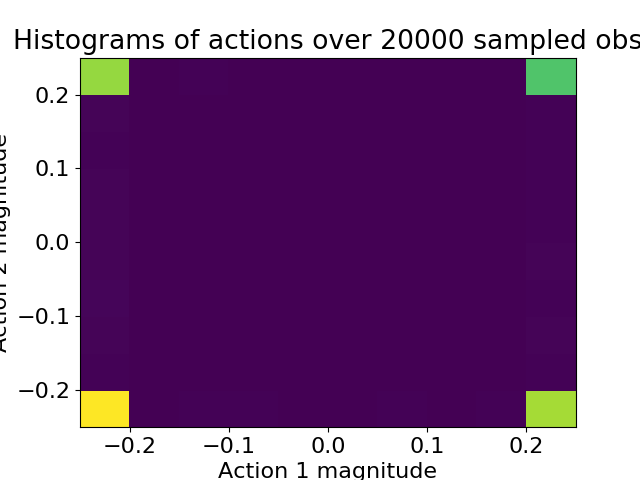 Histograms of actions over 20000 sampled obs
Action 2 magnitude
0.2
0.1
0.0
−0.1
−0.2
−0.2 −0.1 0.0 0.1 0.2
Action 1 magnitude